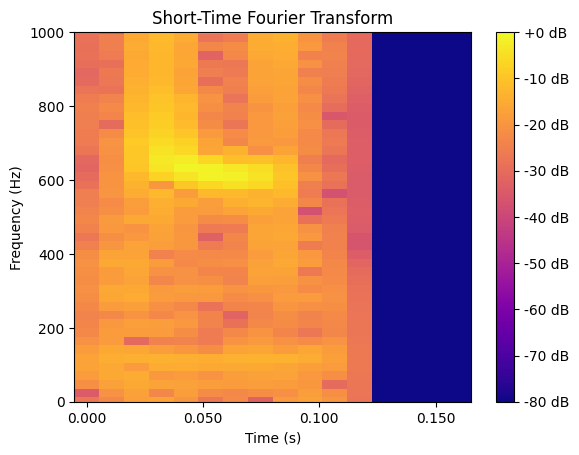 Short-Time Fourier Transform
1000
800
600
400
200
0
Frequency (Hz)
0.000
0.050
0.100
0.150
Time (s)
+0 dB
-10 dB
-20 dB
-30 dB
-40 dB
-50 dB
-60 dB
-70 dB
-80 dB